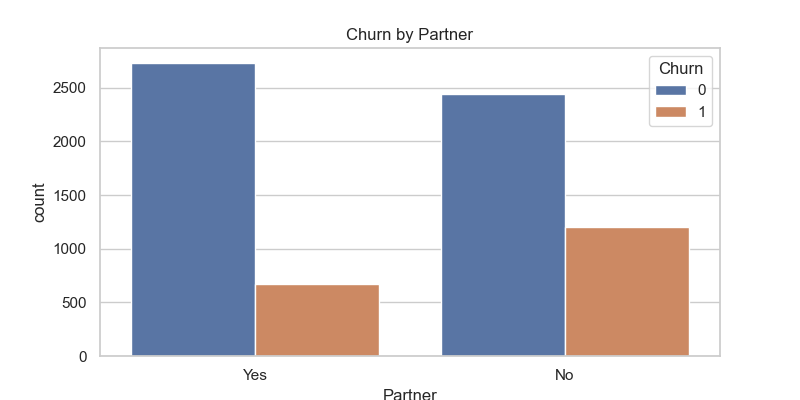 Churn by Partner
Churn
0
1
count
2500
2000
1500
1000
500
0
Yes
No
Partner